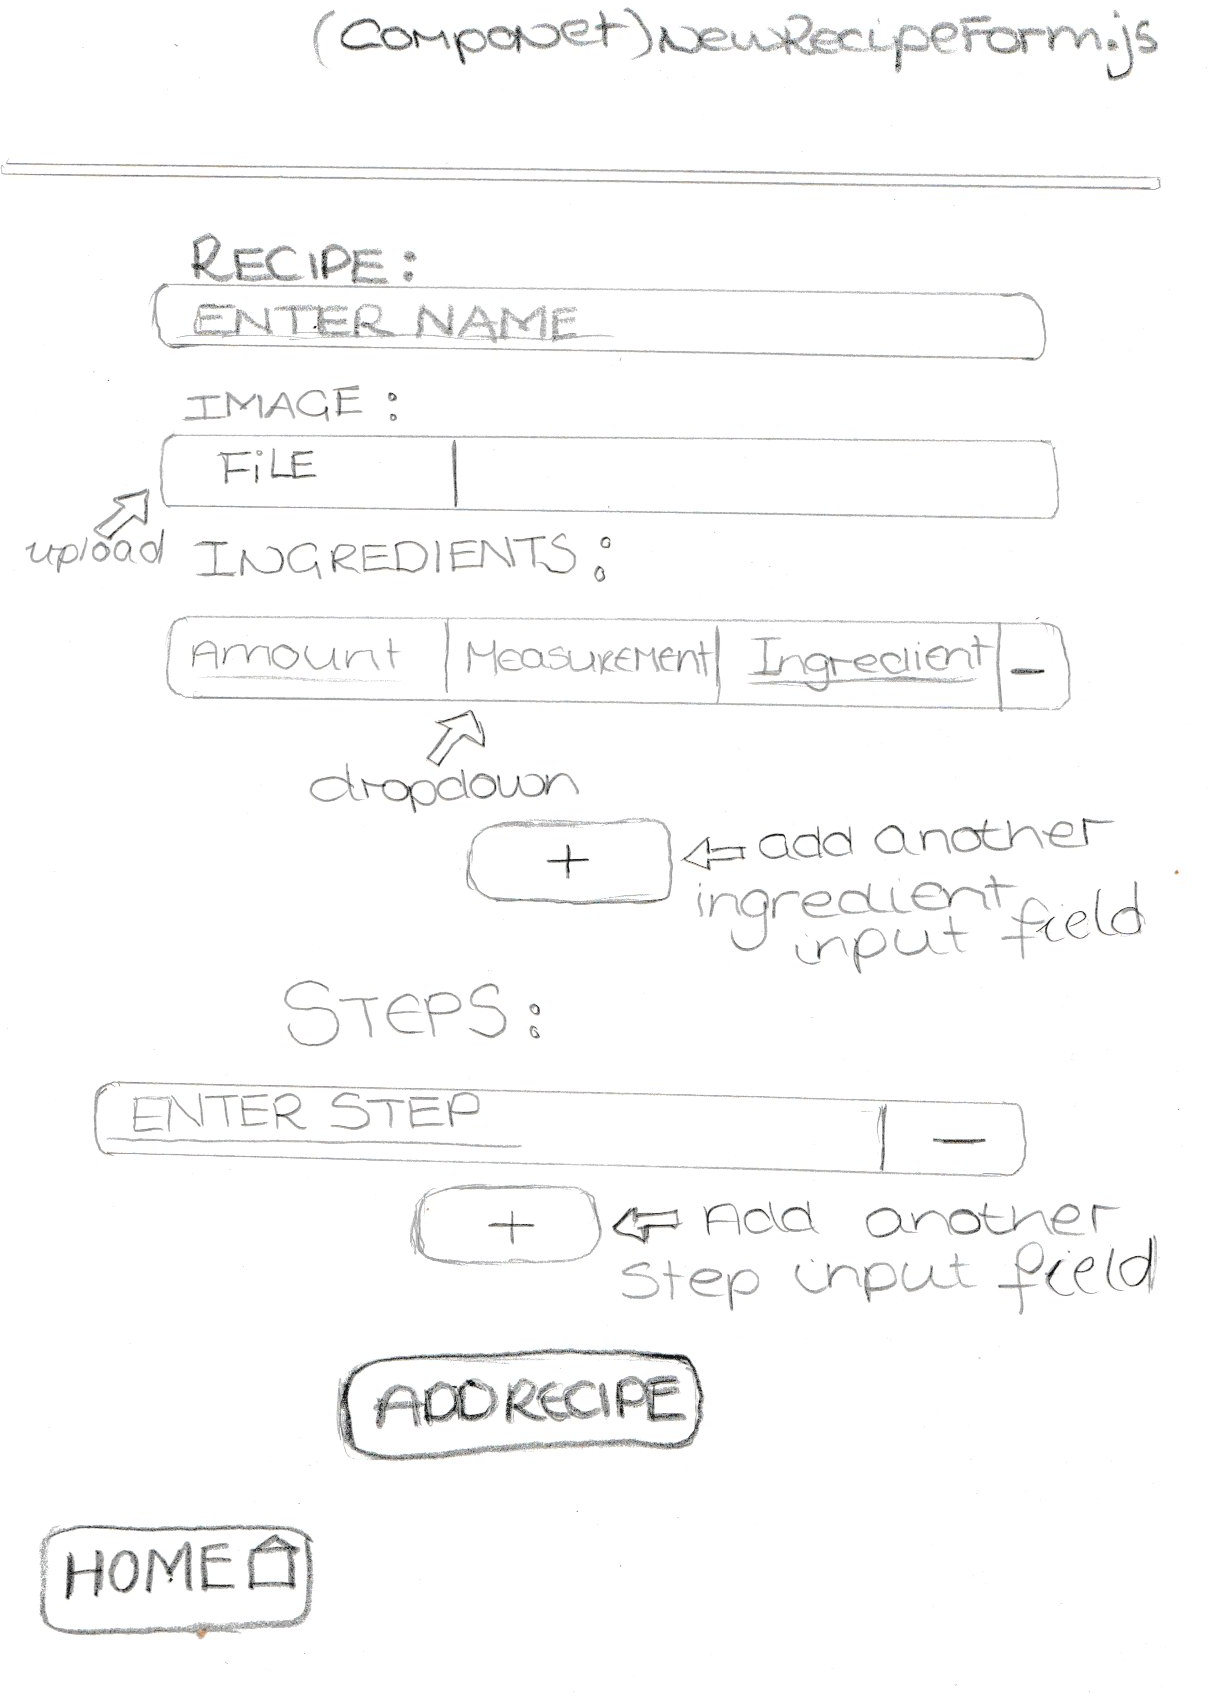 (Componet)NewRecipeForm.js
RECIPE:
ENTER NAME
IMAGE:
FiLE
upload
INGREDIENTS:
Amount Measurement Ingredient -
dropdown
+
add another
ingredient
input field
STEPS:
ENTER STEP -
+
Add another
Step input field
ADD RECIPE
HOME